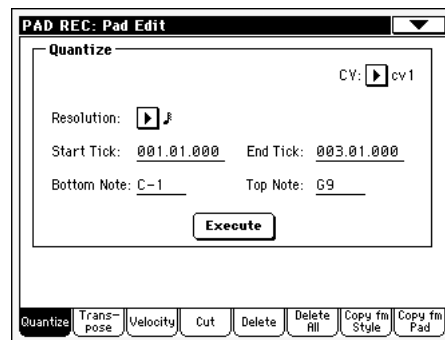 PAD REC: Pad Edit
Quantize
CV: cv1
Resolution:
Start Tick: 001.01.000 End Tick: 003.01.000
Bottom Note: C-1 Top Note: G9
Execute
Quantize Trans-pose Velocity Cut Delete Delete All Copy fm Style Copy fm Pad